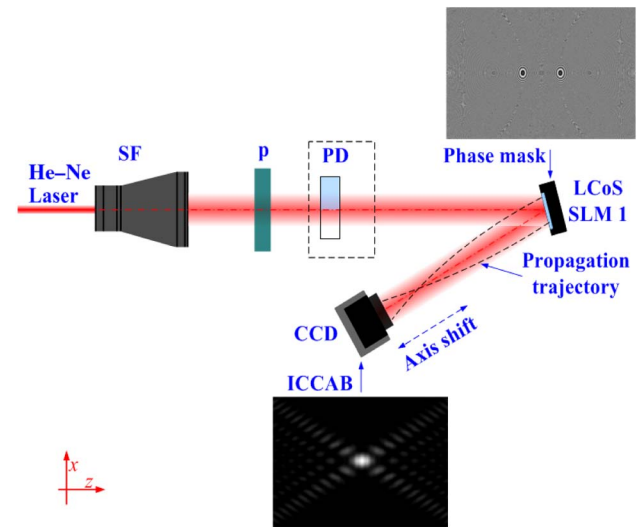 SF
p
PD
He–Ne
Laser
Phase mask
LCoS
SLM 1
Propagation
trajectory
CCD
Axis shift
ICCAB
x
z